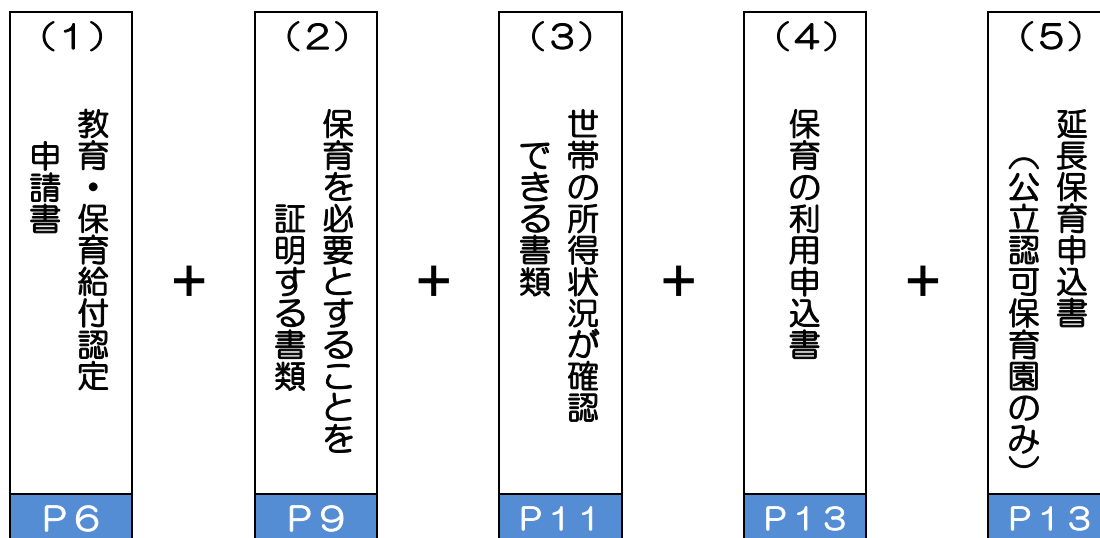 （１）
教育・保育給付認定
申請書
Ｐ６
＋
（２）
保育を必要とすることを
証明する書類
Ｐ９
＋
（３）
世帯の所得状況が確認
できる書類
Ｐ１１
＋
（４）
保育の利用申込書
Ｐ１３
＋
（５）
延長保育申込書
（公立認可保育園のみ）
Ｐ１３